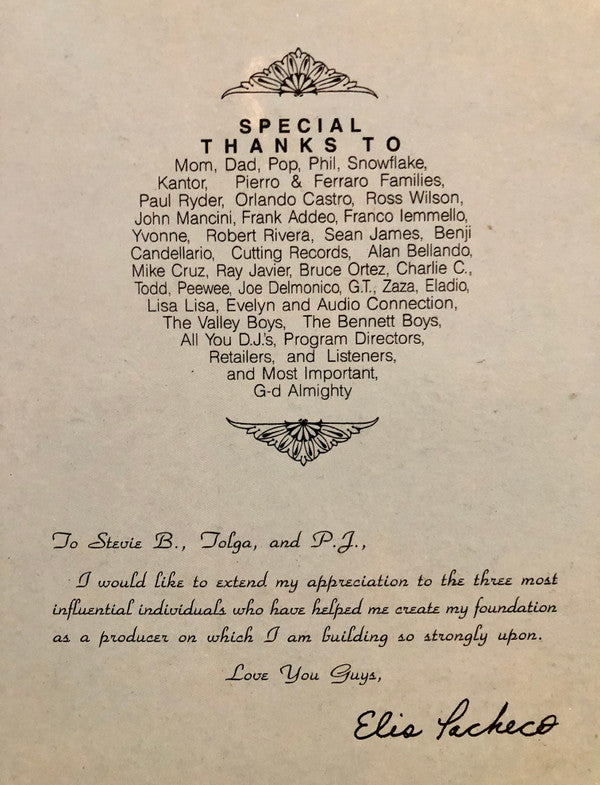 SPECIAL
THANKS TO
Mom, Dad, Pop, Phil, Snowflake,
Kantor, Pierro & Ferraro Families,
Paul Ryder, Orlando Castro, Ross Wilson,
John Mancini, Frank Addeo, Franco Iemmello,
Yvonne, Robert Rivera, Sean James, Benji
Candellario, Cutting Records, Alan Bellando,
Mike Cruz, Ray Javier, Bruce Ortez, Charlie C.,
Todd, Peewee, Joe Delmonico, G.T., Zaza, Eladio,
Lisa Lisa, Evelyn and Audio Connection,
The Valley Boys, The Bennett Boys,
All You D.J.'s, Program Directors,
Retailers, and Listeners,
and Most Important,
G-d Almighty
To Stevie B., Tolga, and P.J.,
I would like to extend my appreciation to the three most
influential individuals who have helped me create my foundation
as a producer on which I am building so strongly upon.
Love You Guys,
Elis Pacheco